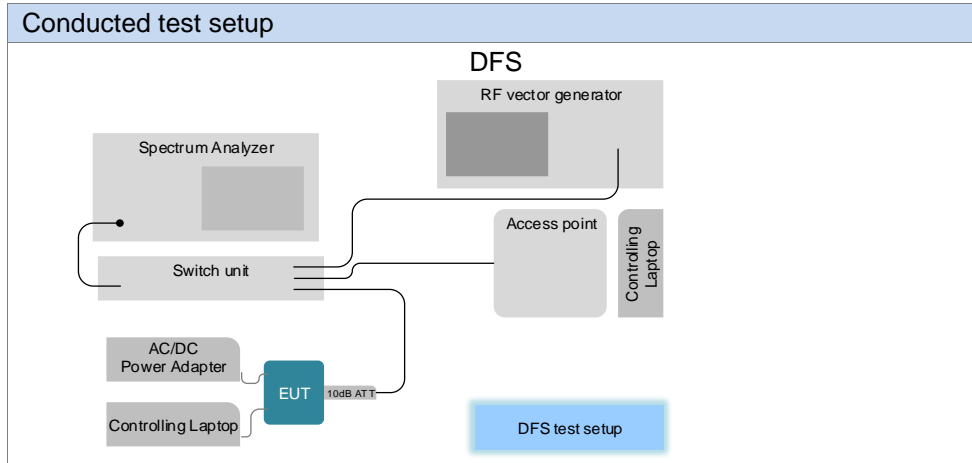 Conducted test setup
DFS
RF vector generator
Spectrum Analyzer
Access point
Controlling
Laptop
Switch unit
AC/DC
Power Adapter
EUT
10dB ATT
Controlling Laptop
DFS test setup